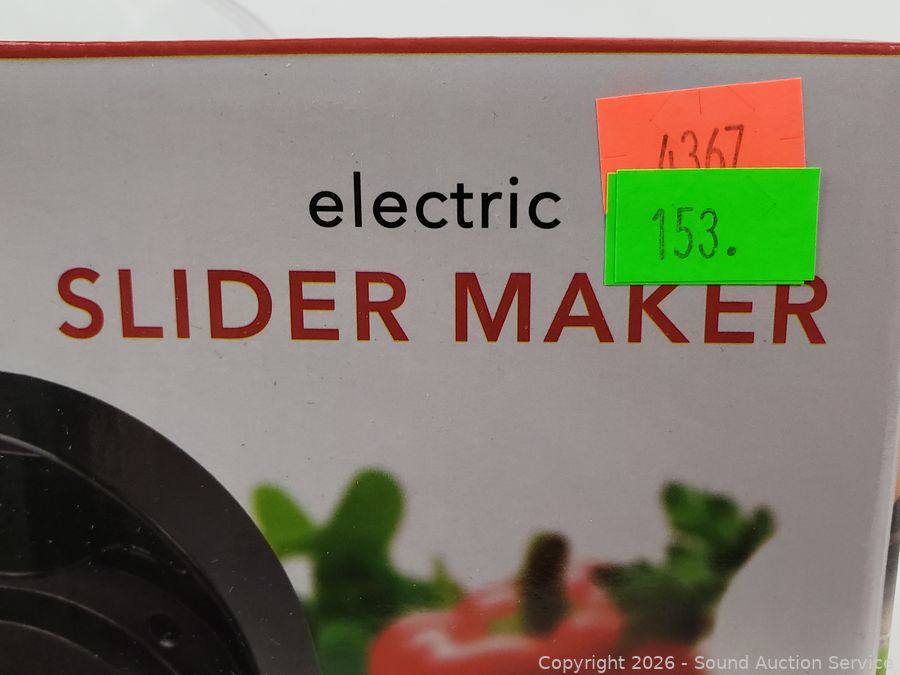 4367
153.
electric
SLIDER MAKER
Copyright 2026 - Sound Auction Service